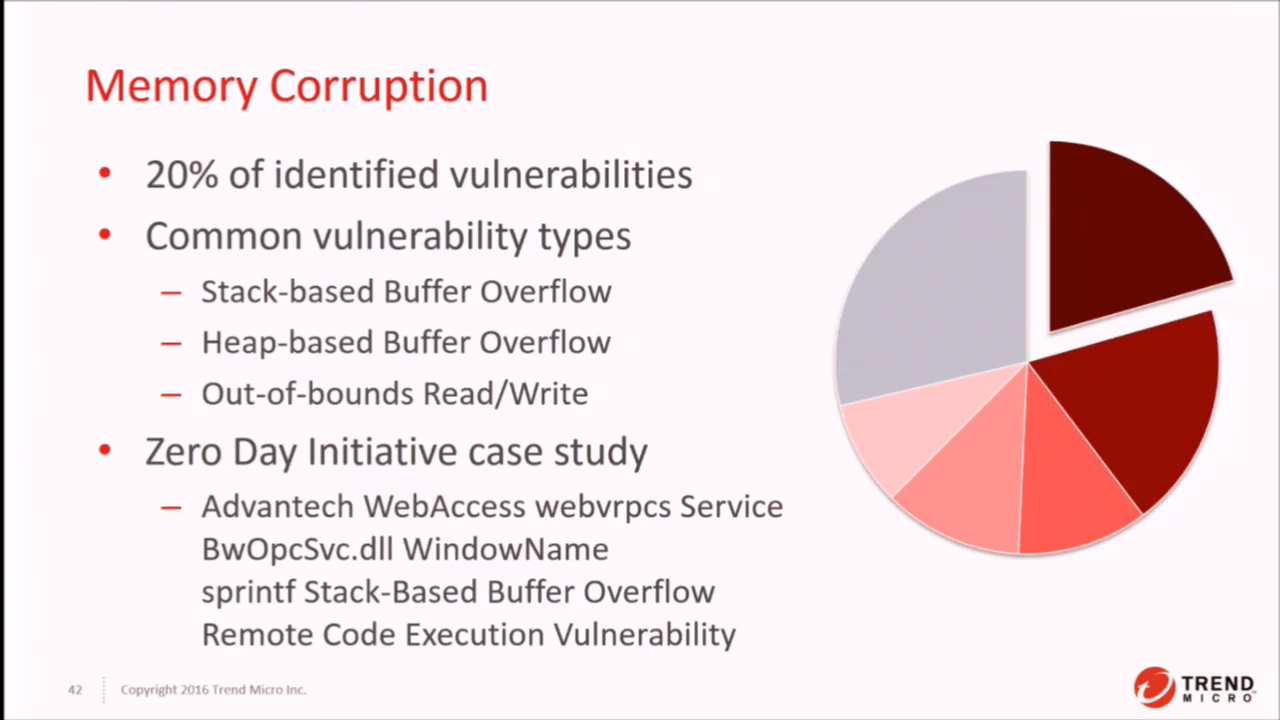 Memory Corruption
• 20% of identified vulnerabilities
• Common vulnerability types
– Stack-based Buffer Overflow
– Heap-based Buffer Overflow
– Out-of-bounds Read/Write
• Zero Day Initiative case study
– Advantech WebAccess webvrpcs Service
BwOpcSvc.dll WindowName
sprintf Stack-Based Buffer Overflow
Remote Code Execution Vulnerability
42
Copyright 2016 Trend Micro Inc.
TREND
MICRO™